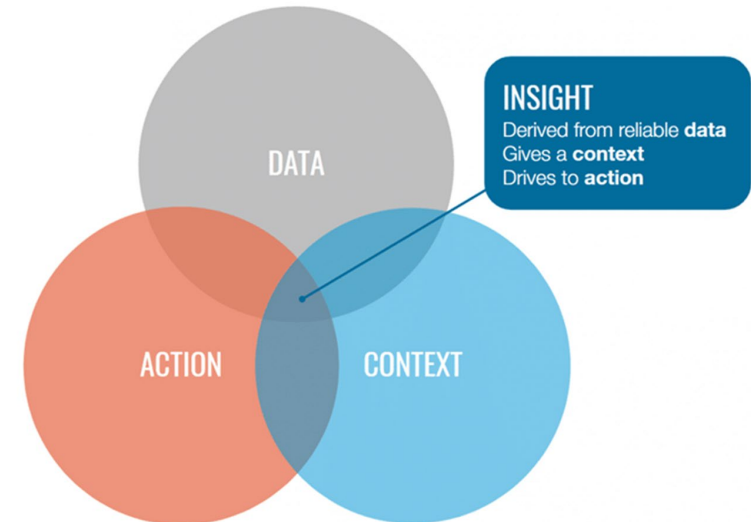 DATA
INSIGHT
Derived from reliable data
Gives a context
Drives to action
ACTION
CONTEXT